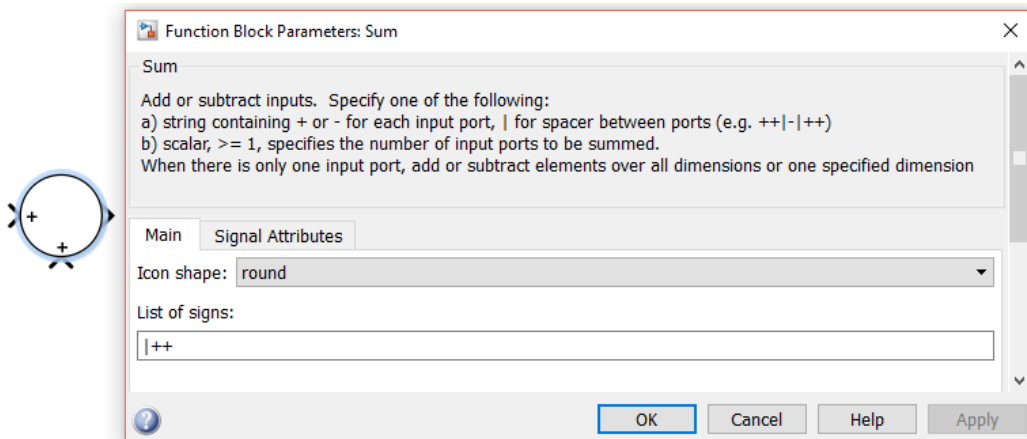 Function Block Parameters: Sum
Sum
Add or subtract inputs. Specify one of the following:
a) string containing + or - for each input port, | for spacer between ports (e.g. ++|-|++)
b) scalar, >= 1, specifies the number of input ports to be summed.
When there is only one input port, add or subtract elements over all dimensions or one specified dimension
+
+
Main Signal Attributes
Icon shape: round
List of signs:
|++
? OK Cancel Help Apply